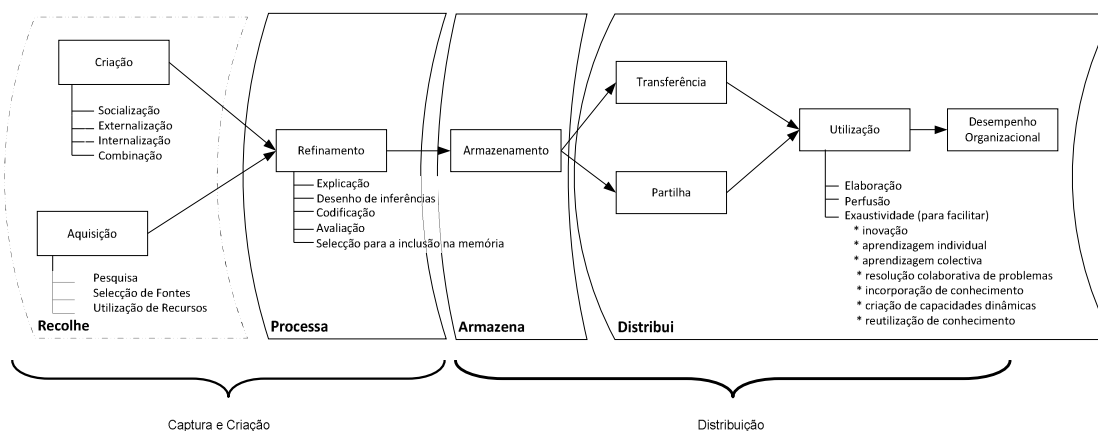 Criação
Socialização
Externalização
Internalização
Combinação
Aquisição
Pesquisa
Selecção de Fontes
Utilização de Recursos
Recolhe
Refinamento
Explicação
Desenho de inferências
Codificação
Avaliação
Selecção para a inclusão na memória
Processa
Armazenamento
Armazena
Transferência
Partilha
Distribui
Utilização
Elaboração
Perfusão
Exaustividade (para facilitar)
* inovação
* aprendizagem individual
* aprendizagem colectiva
* resolução colaborativa de problemas
* incorporação de conhecimento
* criação de capacidades dinâmicas
* reutilização de conhecimento
Desempenho
Organizacional
Captura e Criação
Distribuição